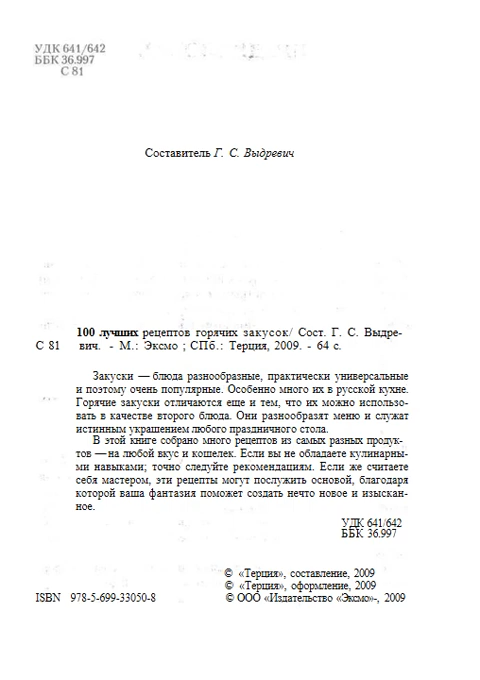 УДК 641/642
ББК 36.997
С 81
Составитель Г. С. Выдревич
100 лучших рецептов горячих закусок/ Сост. Г. С. Выдре-
С 81 вич. - М.: Эксмо ; СПб.: Терция, 2009. - 64 с.
Закуски — блюда разнообразные, практически универсальные
и поэтому очень популярные. Особенно много их в русской кухне.
Горячие закуски отличаются еще и тем, что их можно использо-
вать в качестве второго блюда. Они разнообразят меню и служат
истинным украшением любого праздничного стола.
В этой книге собрано много рецептов из самых разных продук-
тов — на любой вкус и кошелек. Если вы не обладаете кулинарны-
ми навыками; точно следуйте рекомендациям. Если же считаете
себя мастером, эти рецепты могут послужить основой, благодаря
которой ваша фантазия поможет создать нечто новое и изыскан-
ное.
УДК 641/642
ББК 36.997
© «Терция», составление, 2009
© «Терция», оформление, 2009
ISBN 978-5-699-33050-8 © ООО «Издательство «Эксмо»-, 2009